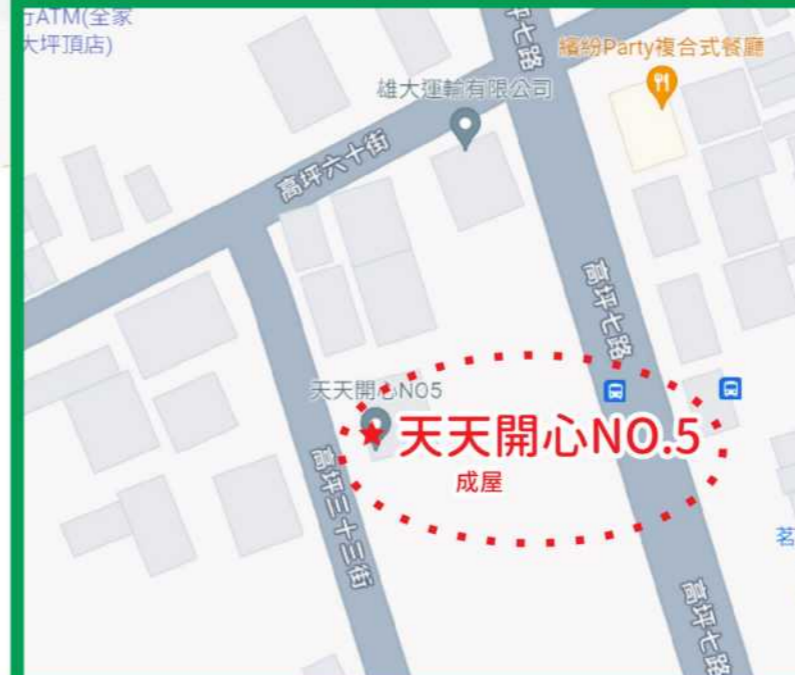 行ATM(全家
大坪頂店)
坪七路
繽紛Party複合式餐廳
雄大運輸有限公司
高坪六十街
高坪七路
天天開心NO5
天天開心NO.5
成屋
高坪三十三街
茗
高坪七路